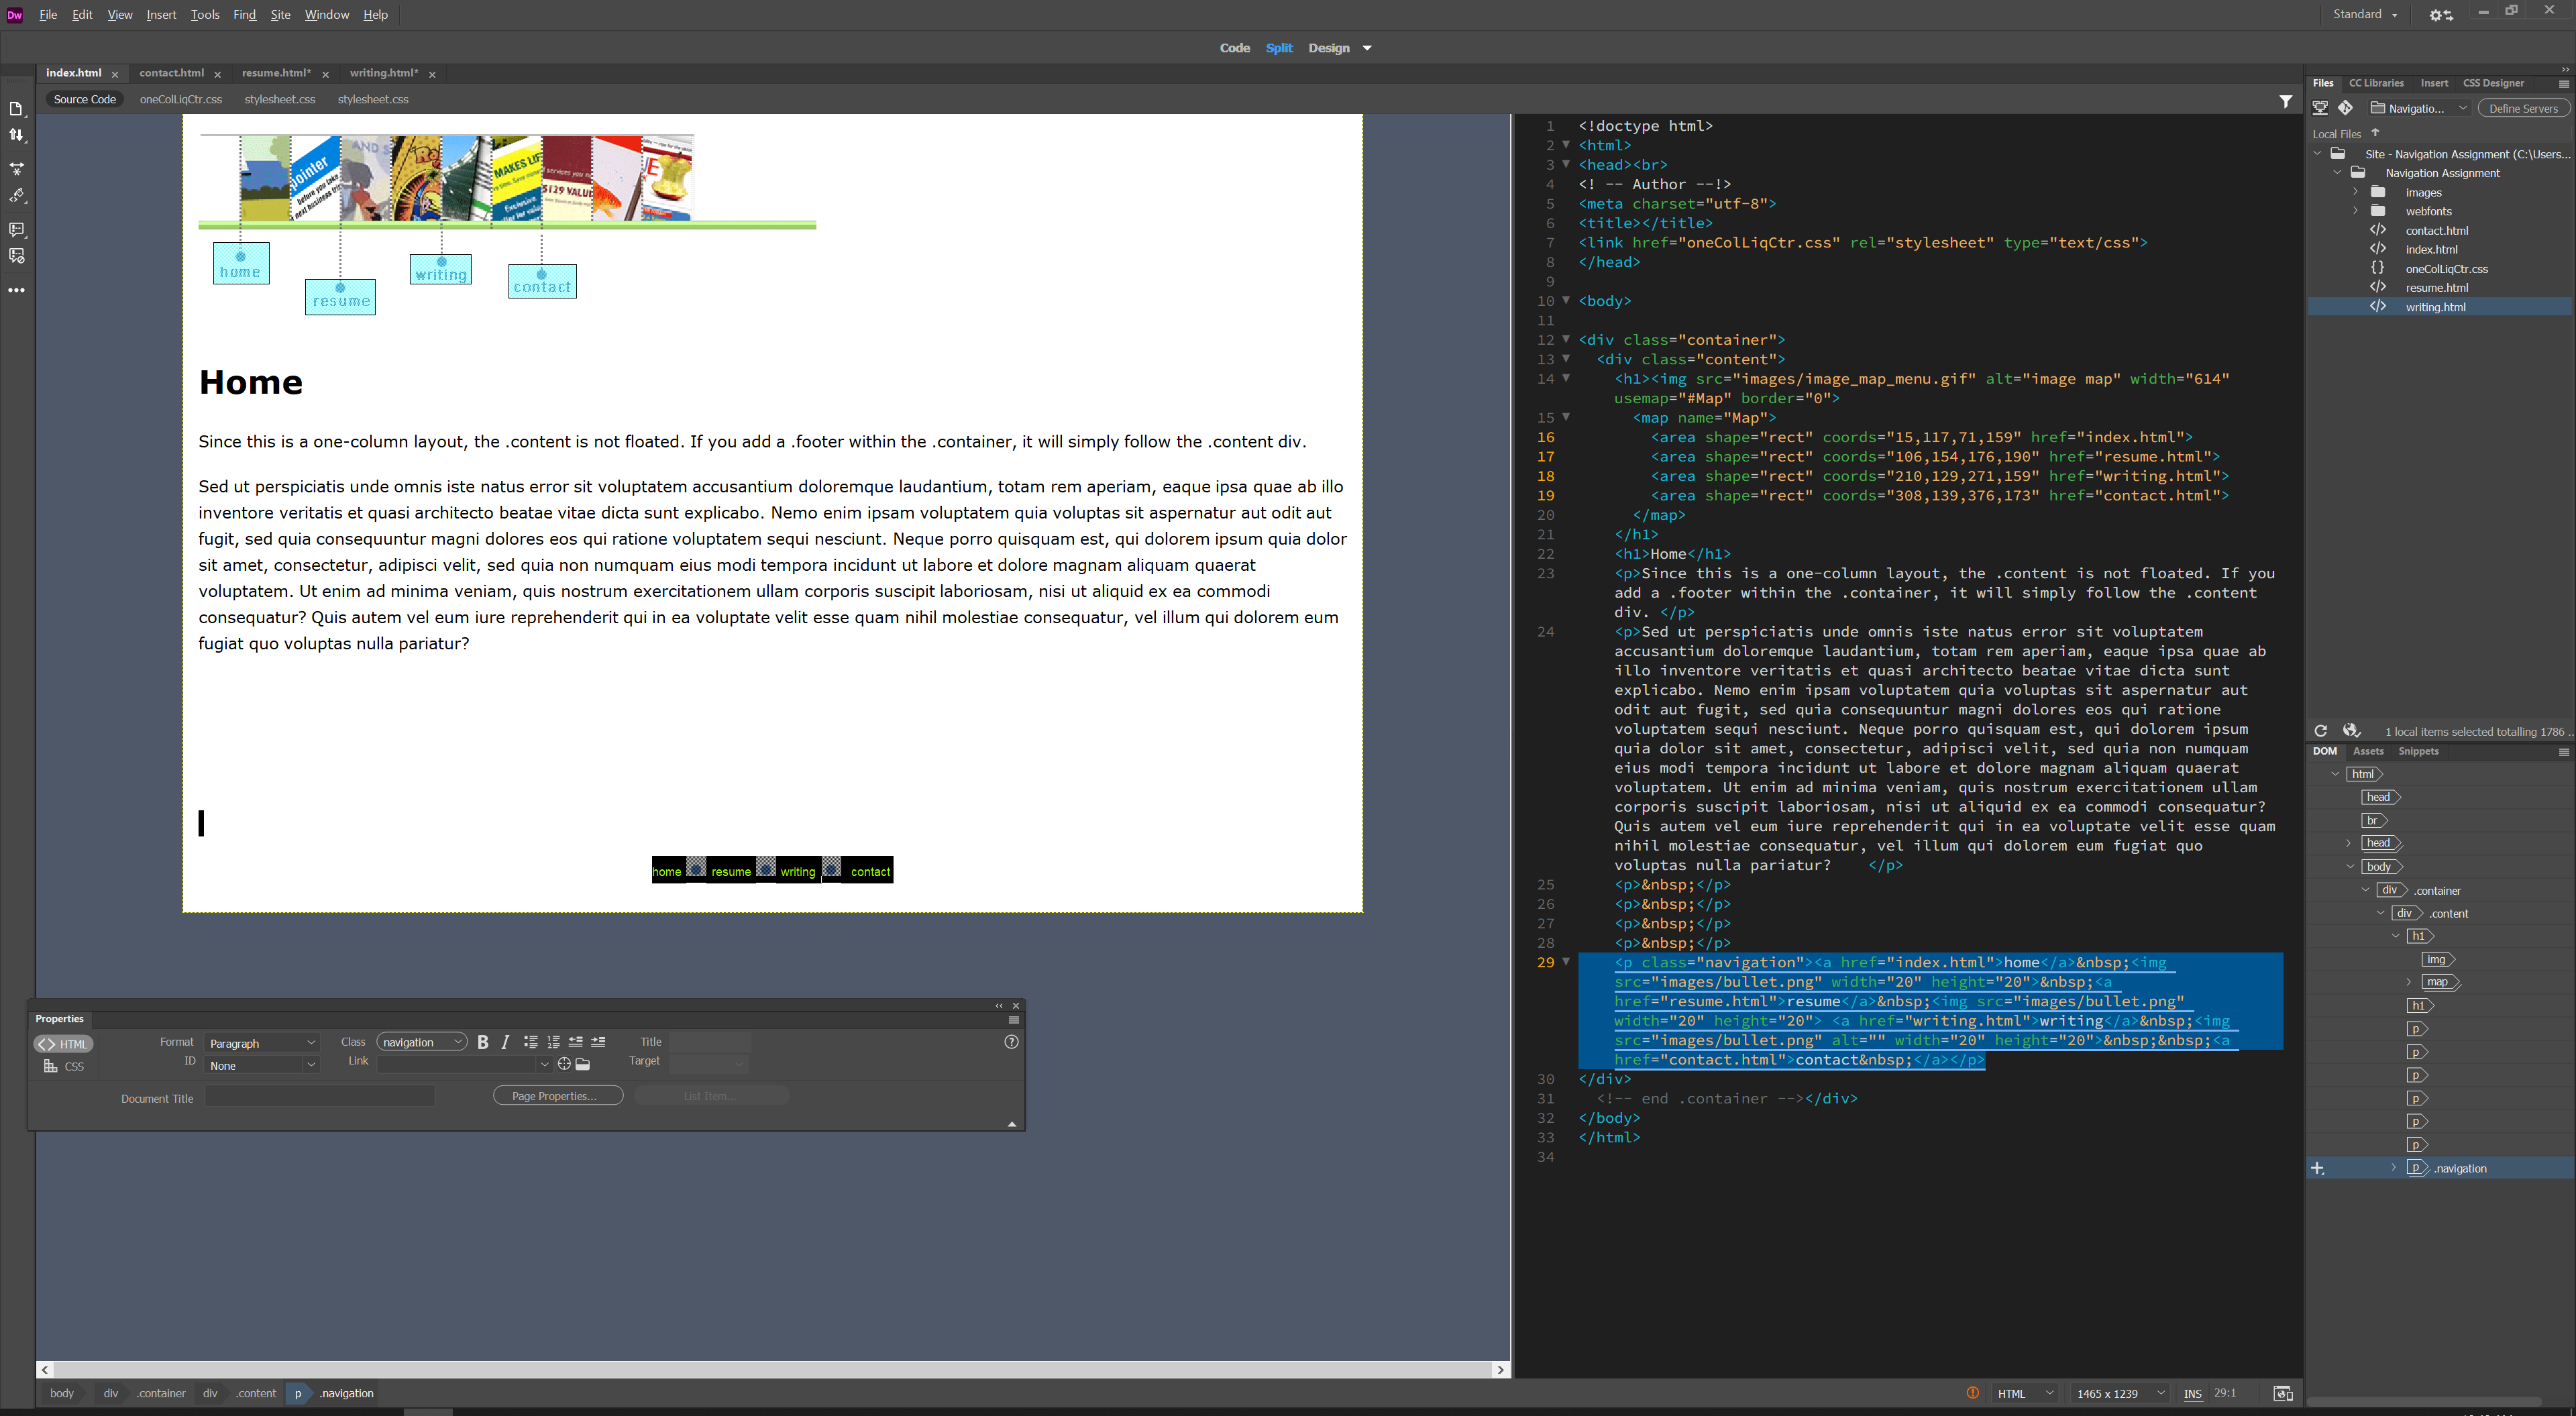 Dw File Edit View Insert Tools Find Site Window Help
Standard
Code Split Design
index.html × contact.html × resume.html* × writing.html* ×
Source Code oneColLiqCtr.css stylesheet.css stylesheet.css
pointer
before you take
next business
AND S
MAKES LIF
Exclusive
services you
$129 VALU
home
resume
writing
contact
Home
Since this is a one-column layout, the .content is not floated. If you add a .footer within the .container, it will simply follow the .content div.
Sed ut perspiciatis unde omnis iste natus error sit voluptatem accusantium doloremque laudantium, totam rem aperiam, eaque ipsa quae ab illo
inventore veritatis et quasi architecto beatae vitae dicta sunt explicabo. Nemo enim ipsam voluptatem quia voluptas sit aspernatur aut odit aut
fugit, sed quia consequuntur magni dolores eos qui ratione voluptatem sequi nesciunt. Neque porro quisquam est, qui dolorem ipsum quia dolor
sit amet, consectetur, adipisci velit, sed quia non numquam eius modi tempora incidunt ut labore et dolore magnam aliquam quaerat
voluptatem. Ut enim ad minima veniam, quis nostrum exercitationem ullam corporis suscipit laboriosam, nisi ut aliquid ex ea commodi
consequatur? Quis autem vel eum iure reprehenderit qui in ea voluptate velit esse quam nihil molestiae consequatur, vel illum qui dolorem eum
fugiat quo voluptas nulla pariatur?
home resume writing contact
Properties
HTML
CSS
Format Paragraph Class navigation B I Title
ID None Link Target
Document Title Page Properties... List Item...
body div .container div .content p .navigation
1 <!doctype html>
2 <html>
3 <head><br>
4 <! -- Author --!>
5 <meta charset="utf-8">
6 <title></title>
7 <link href="oneColLiqCtr.css" rel="stylesheet" type="text/css">
8 </head>
9
10 <body>
11
12 <div class="container">
13 <div class="content">
14 <h1><img src="images/image_map_menu.gif" alt="image map" width="614"
usemap="#Map" border="0">
15 <map name="Map">
16 <area shape="rect" coords="15,117,71,159" href="index.html">
17 <area shape="rect" coords="106,154,176,190" href="resume.html">
18 <area shape="rect" coords="210,129,271,159" href="writing.html">
19 <area shape="rect" coords="308,139,376,173" href="contact.html">
20 </map>
21 </h1>
22 <h1>Home</h1>
23 <p>Since this is a one-column layout, the .content is not floated. If you
add a .footer within the .container, it will simply follow the .content
div. </p>
24 <p>Sed ut perspiciatis unde omnis iste natus error sit voluptatem
accusantium doloremque laudantium, totam rem aperiam, eaque ipsa quae ab
illo inventore veritatis et quasi architecto beatae vitae dicta sunt
explicabo. Nemo enim ipsam voluptatem quia voluptas sit aspernatur aut
odit aut fugit, sed quia consequuntur magni dolores eos qui ratione
voluptatem sequi nesciunt. Neque porro quisquam est, qui dolorem ipsum
quia dolor sit amet, consectetur, adipisci velit, sed quia non numquam
eius modi tempora incidunt ut labore et dolore magnam aliquam quaerat
voluptatem. Ut enim ad minima veniam, quis nostrum exercitationem ullam
corporis suscipit laboriosam, nisi ut aliquid ex ea commodi consequatur?
Quis autem vel eum iure reprehenderit qui in ea voluptate velit esse quam
nihil molestiae consequatur, vel illum qui dolorem eum fugiat quo
voluptas nulla pariatur? </p>
25 <p>&nbsp;</p>
26 <p>&nbsp;</p>
27 <p>&nbsp;</p>
28 <p>&nbsp;</p>
29 <p class="navigation"><a href="index.html">home</a>&nbsp;<img
src="images/bullet.png" width="20" height="20">&nbsp;<a
href="resume.html">resume</a>&nbsp;<img src="images/bullet.png"
width="20" height="20"> <a href="writing.html">writing</a>&nbsp;<img
src="images/bullet.png" alt="" width="20" height="20">&nbsp;&nbsp;<a
href="contact.html">contact&nbsp;</a></p>
30 </div>
31 <!-- end .container --></div>
32 </body>
33 </html>
34
HTML 1465 x 1239 INS 29:1
Files CC Libraries Insert CSS Designer
Navigatio... Define Servers
Local Files
Site - Navigation Assignment (C:\Users...
Navigation Assignment
images
webfonts
contact.html
index.html
oneColLiqCtr.css
resume.html
writing.html
1 local items selected totalling 1786 ..
DOM Assets Snippets
html
head
br
head
body
div .container
div .content
h1
img
map
h1
p
p
p
p
p
p
p .navigation